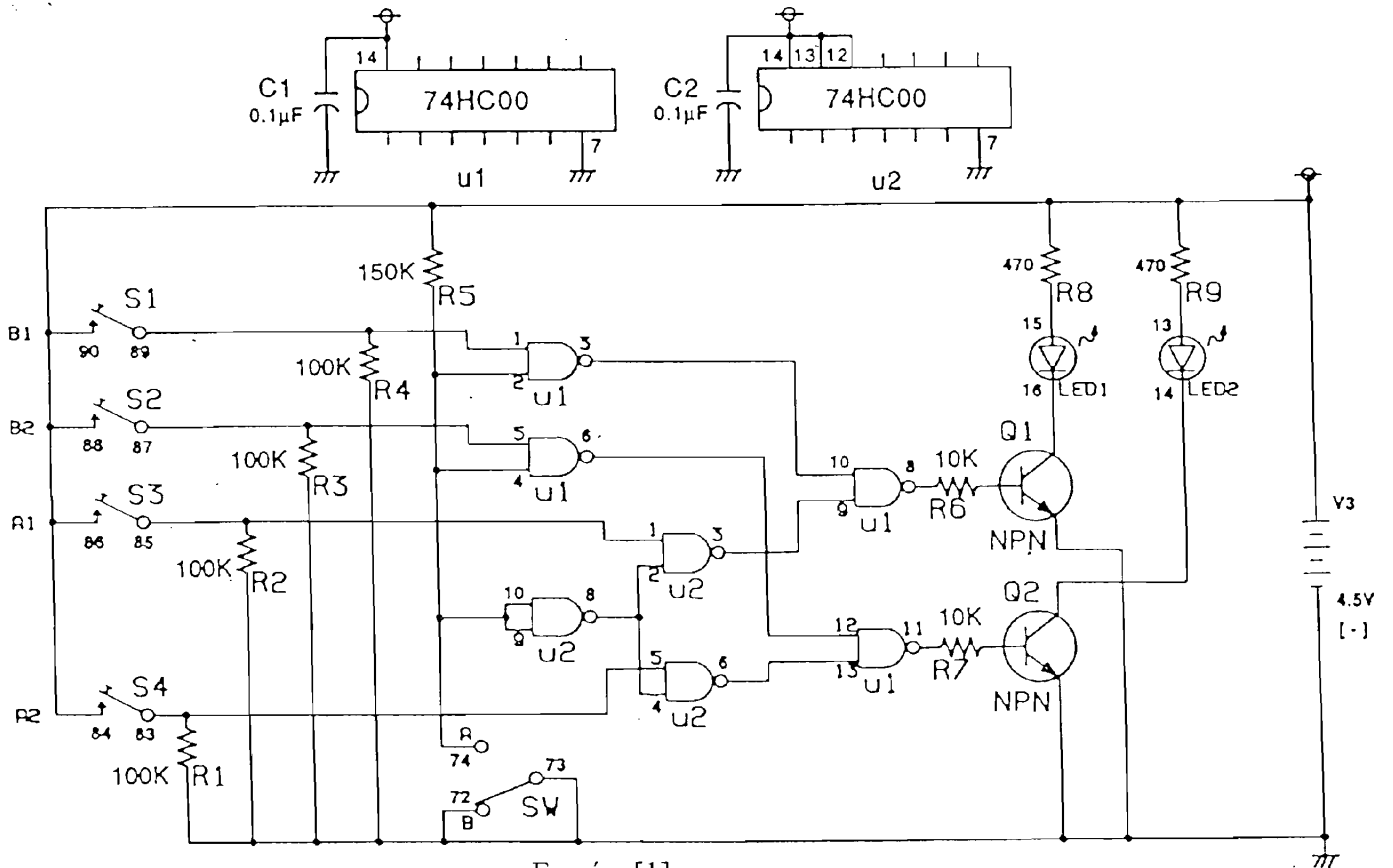 14
C1
0.1µF
74HC00
7
u1
14 13 12
C2
0.1µF
74HC00
7
u2
150K
R5
470
R8
470
R9
B1
S1
90 89
100K
R4
1
2
3
u1
15
16
LED1
13
14
LED2
B2
S2
88 87
100K
R3
5
4
6
u1
Q1
NPN
10
9
8
u1
10K
R6
A1
S3
86 85
100K
R2
1
2
3
u2
10
9
8
u2
V3
4.5V
[-]
Q2
NPN
12
13
11
u1
10K
R7
5
4
6
u2
A2
S4
84 83
100K
R1
A
74
73
72
B
SW
[1]